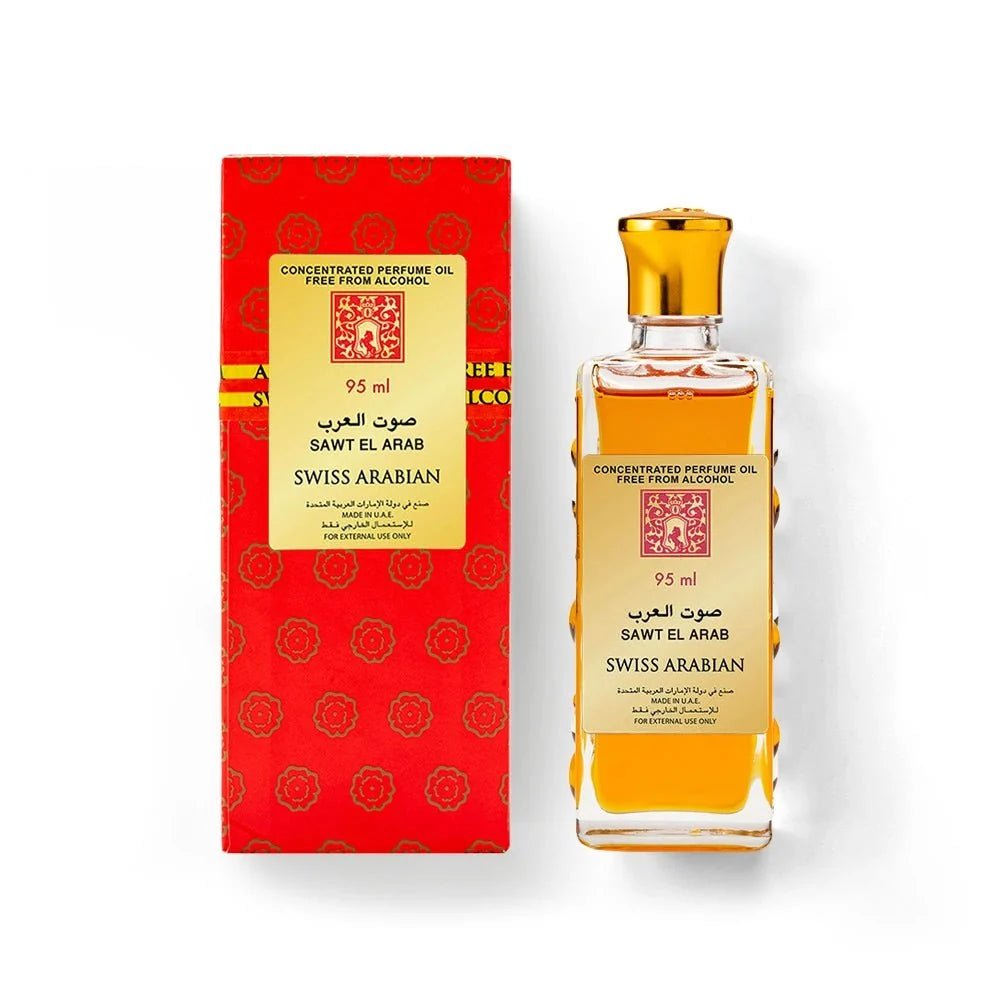 CONCENTRATED PERFUME OIL
FREE FROM ALCOHOL
95 ml
صوت العرب
SAWT EL ARAB
SWISS ARABIAN
صنع في دولة الإمارات العربية المتحدة
MADE IN U.A.E.
للإستعمال الخارجي فقط
FOR EXTERNAL USE ONLY
CONCENTRATED PERFUME OIL
FREE FROM ALCOHOL
95 ml
صوت العرب
SAWT EL ARAB
SWISS ARABIAN
صنع في دولة الإمارات العربية المتحدة
MADE IN U.A.E.
للإستعمال الخارجي فقط
FOR EXTERNAL USE ONLY